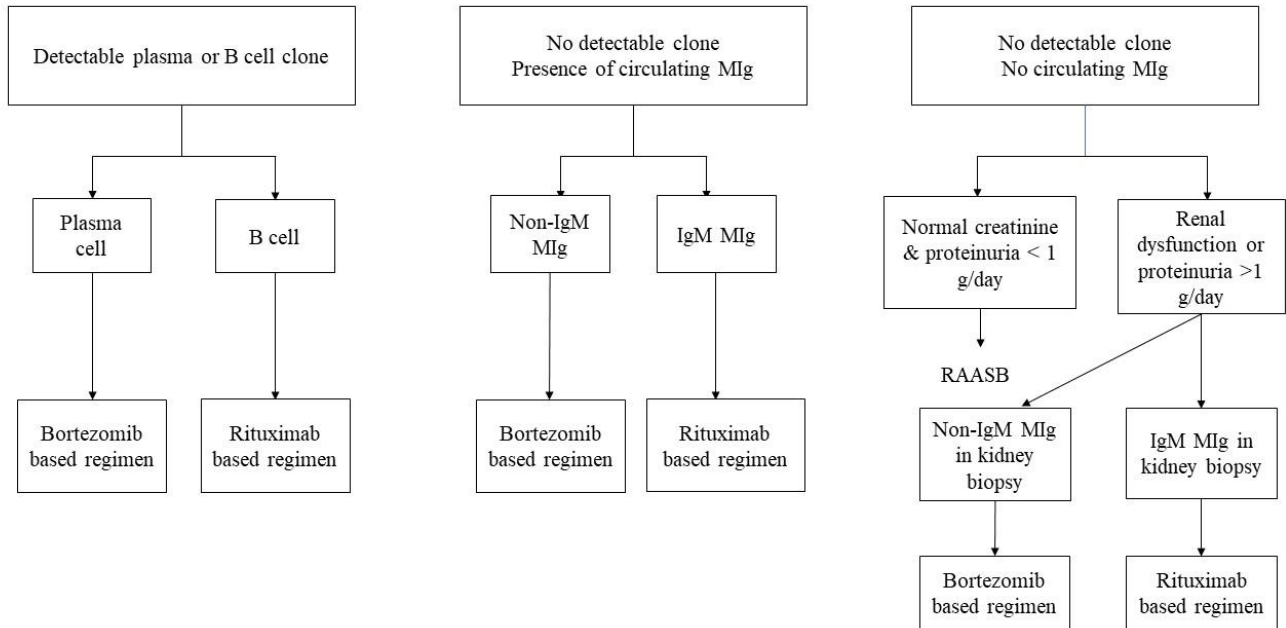 Detectable plasma or B cell clone
Plasma
cell
B cell
Bortezomib
based regimen
Rituximab
based regimen
No detectable clone
Presence of circulating MIg
Non-IgM
MIg
IgM MIg
Bortezomib
based regimen
Rituximab
based regimen
No detectable clone
No circulating MIg
Normal creatinine
& proteinuria < 1
g/day
RAASB
Renal
dysfunction or
proteinuria >1
g/day
Non-IgM MIg
in kidney
biopsy
IgM MIg in
kidney biopsy
Bortezomib
based regimen
Rituximab
based regimen